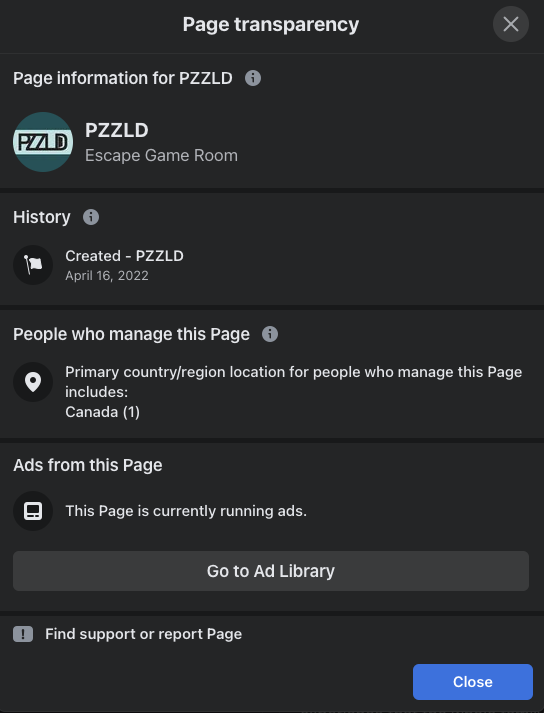 Page transparency
Page information for PZZLD
PZZLD
PZZLD
Escape Game Room
History
Created - PZZLD
April 16, 2022
People who manage this Page
Primary country/region location for people who manage this Page
includes:
Canada (1)
Ads from this Page
This Page is currently running ads.
Go to Ad Library
Find support or report Page
Close